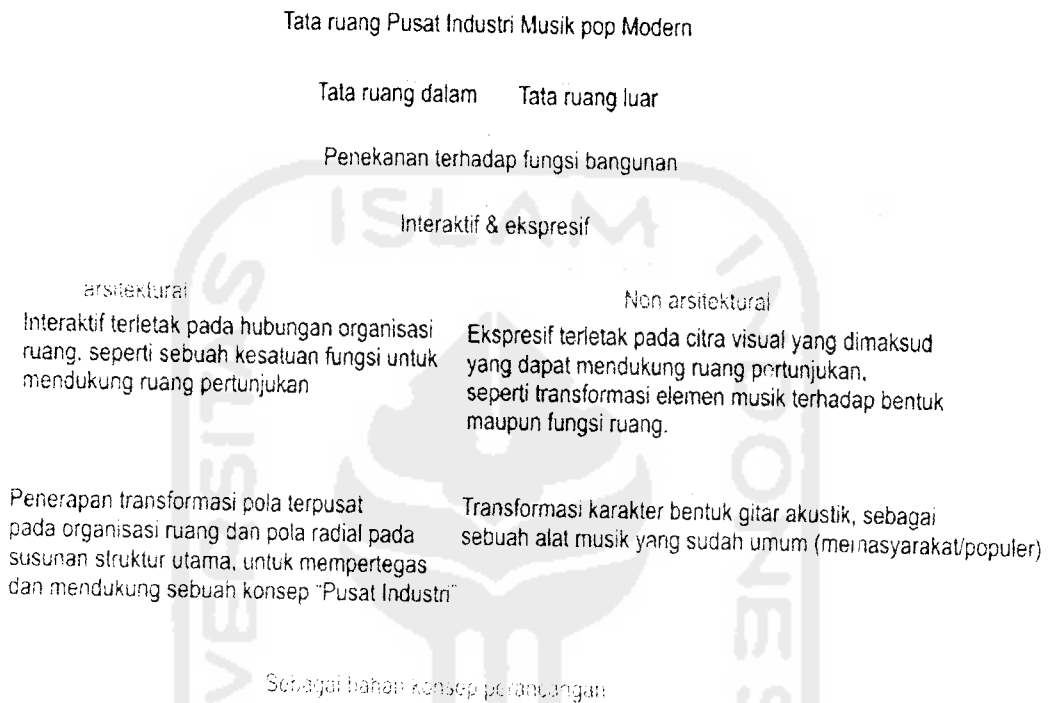 Tata ruang Pusat Industri Musik pop Modern
Tata ruang dalam Tata ruang luar
Penekanan terhadap fungsi bangunan
Interaktif & ekspresif
arsitektural
Interaktif terletak pada hubungan organisasi
ruang, seperti sebuah kesatuan fungsi untuk
mendukung ruang pertunjukan
Non arsitektural
Ekspresif terletak pada citra visual yang dimaksud
yang dapat mendukung ruang pertunjukan,
seperti transformasi elemen musik terhadap bentuk
maupun fungsi ruang.
Penerapan transformasi pola terpusat
pada organisasi ruang dan pola radial pada
susunan struktur utama, untuk mempertegas
dan mendukung sebuah konsep "Pusat Industri"
Transformasi karakter bentuk gitar akustik, sebagai
sebuah alat musik yang sudah umum (memasyarakat/populer)
Sebagai bahan konsep perancangan
ISLAM